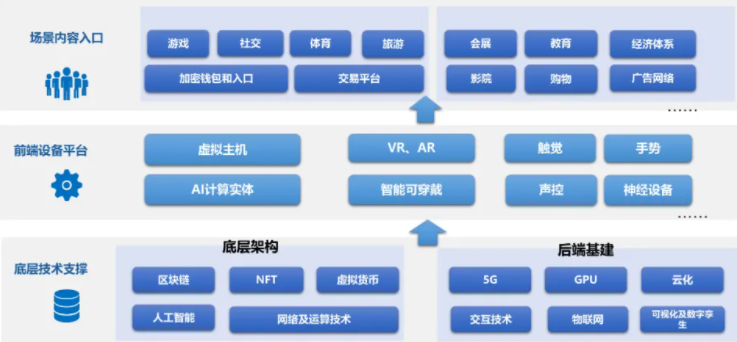 场景内容入口
游戏 社交 体育 旅游 会展 教育 经济体系
加密钱包和入口 交易平台 影院 购物 广告网络
......
前端设备平台
虚拟主机 VR、AR 触觉 手势
AI计算实体 智能可穿戴 声控 神经设备
......
底层技术支撑
底层架构 后端基建
区块链 NFT 虚拟货币 5G GPU 云化
人工智能 网络及运算技术 交互技术 物联网 可视化及数字孪
生